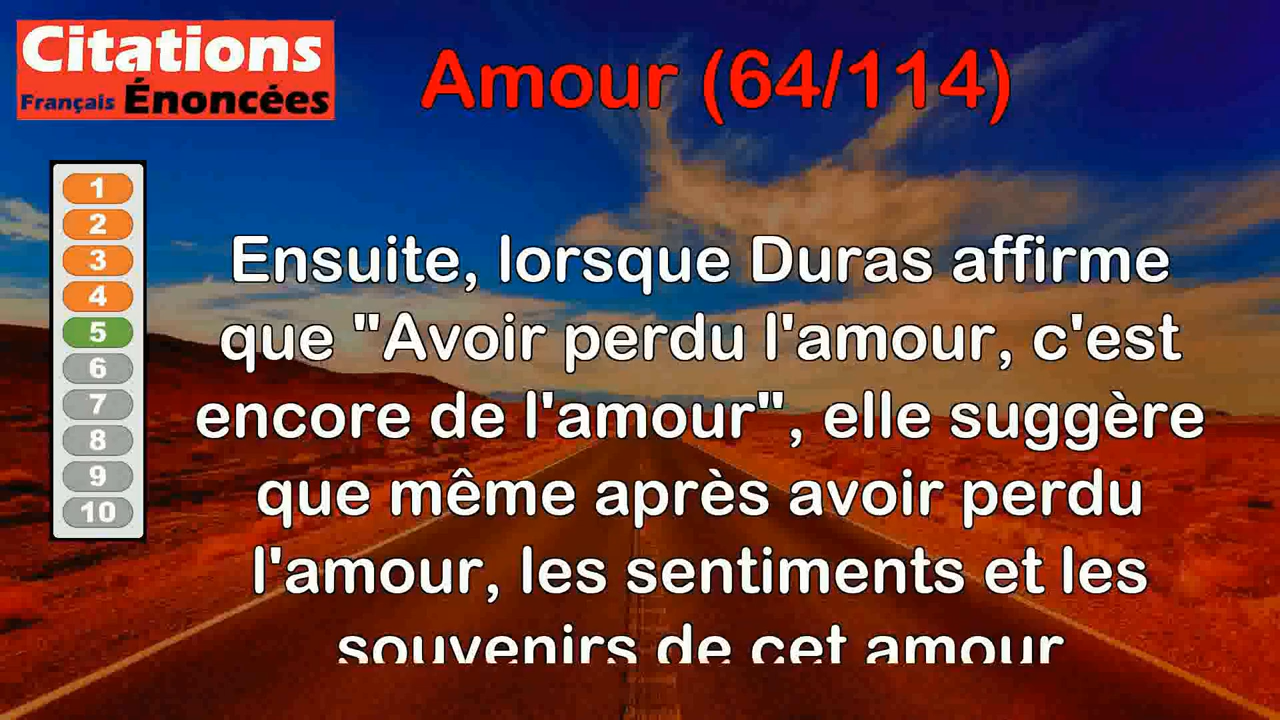 Citations
Français Énoncées
Amour (64/114)
1
2
3
4
5
6
7
8
9
10
Ensuite, lorsque Duras affirme
que "Avoir perdu l'amour, c'est
encore de l'amour", elle suggère
que même après avoir perdu
l'amour, les sentiments et les
souvenirs de cet amour